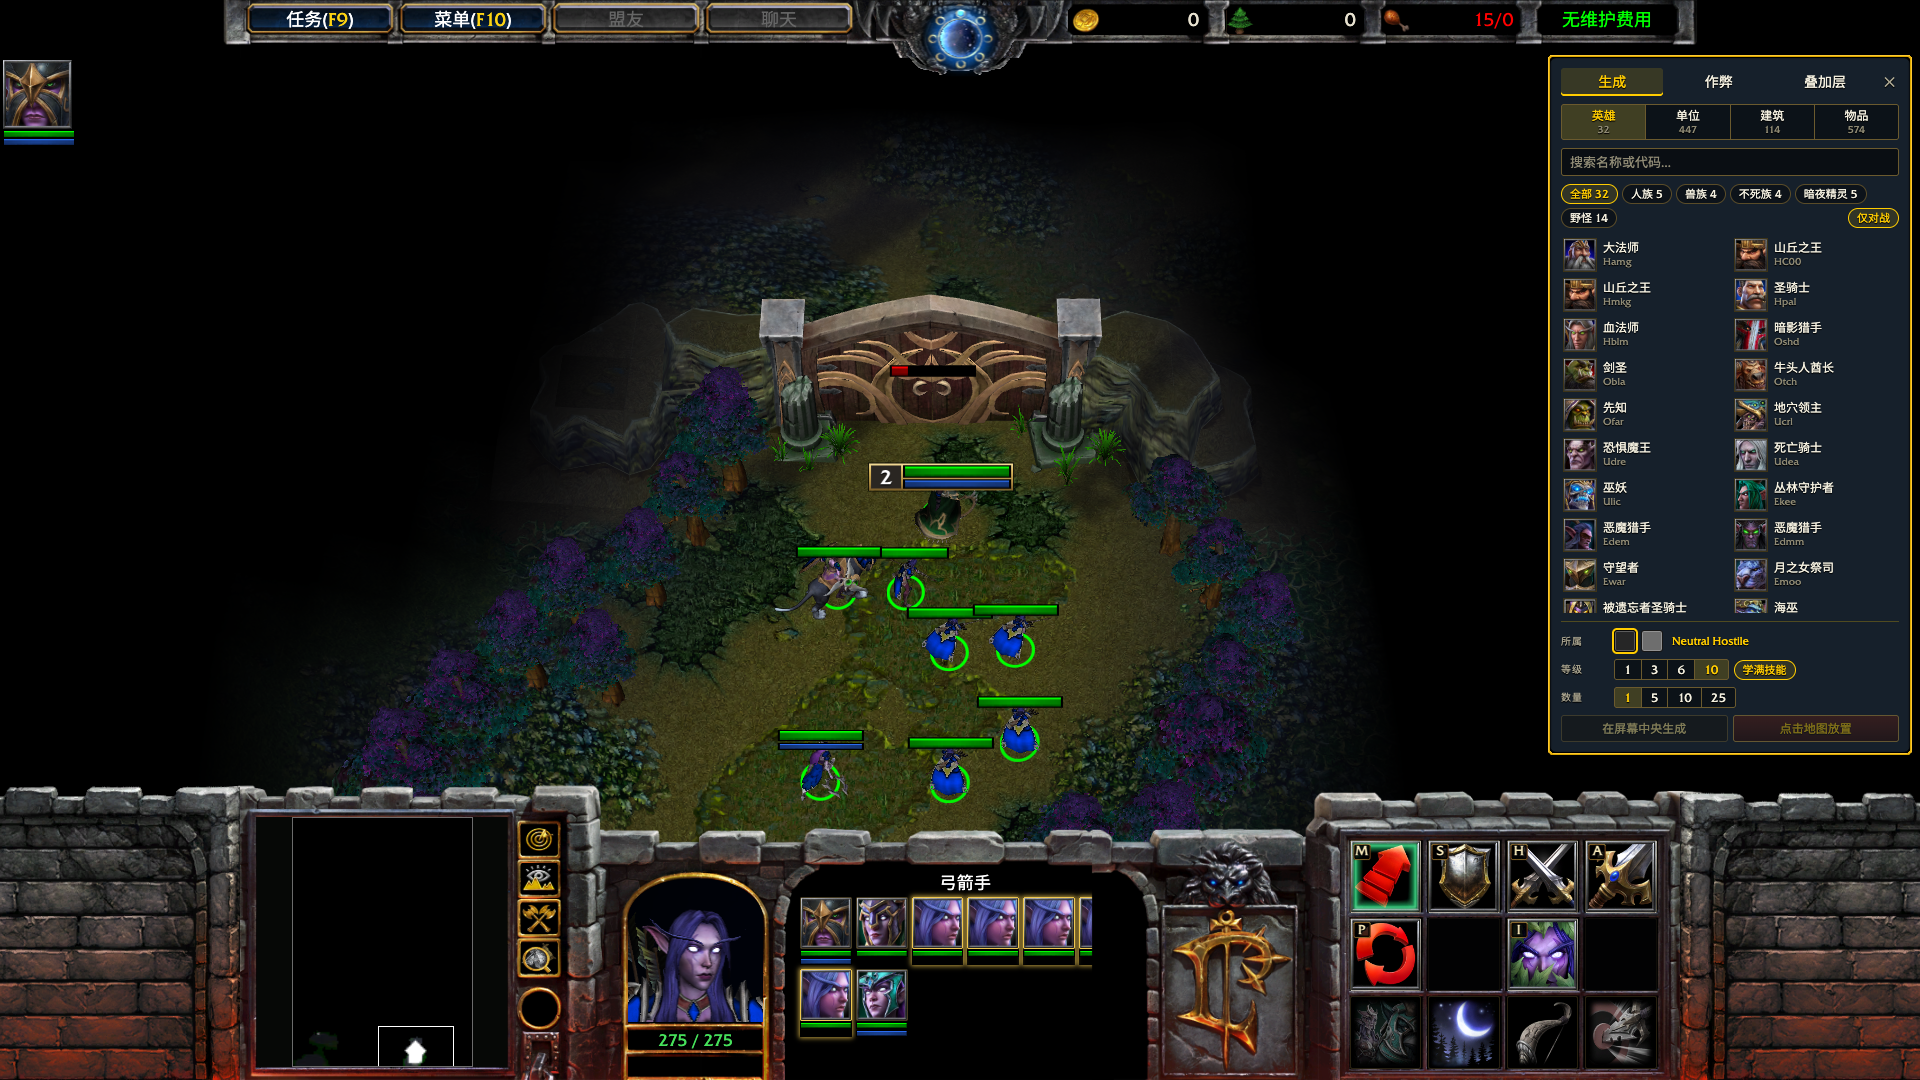 任务(F9)
菜单(F10)
盟友
聊天
0
0
15/0
无维护费用
生成
作弊
叠加层
英雄
32
单位
447
建筑
114
物品
574
搜索名称或代码...
全部 32
人族 5
兽族 4
不死族 4
暗夜精灵 5
野怪 14
仅对战
大法师
Hamg
山丘之王
HC00
山丘之王
Hmkg
圣骑士
Hpal
血法师
Hblm
暗影猎手
Oshd
剑圣
Obla
牛头人酋长
Otch
先知
Ofar
地穴领主
Ucrl
恐惧魔王
Udre
死亡骑士
Udea
巫妖
Ulic
丛林守护者
Ekee
恶魔猎手
Edem
恶魔猎手
Edmm
守望者
Ewar
月之女祭司
Emoo
被遗忘者圣骑士
海巫
所属
Neutral Hostile
等级
1
3
6
10
学满技能
数量
1
5
10
25
在屏幕中央生成
点击地图放置
2
弓箭手
275 / 275
M
S
H
A
P
I